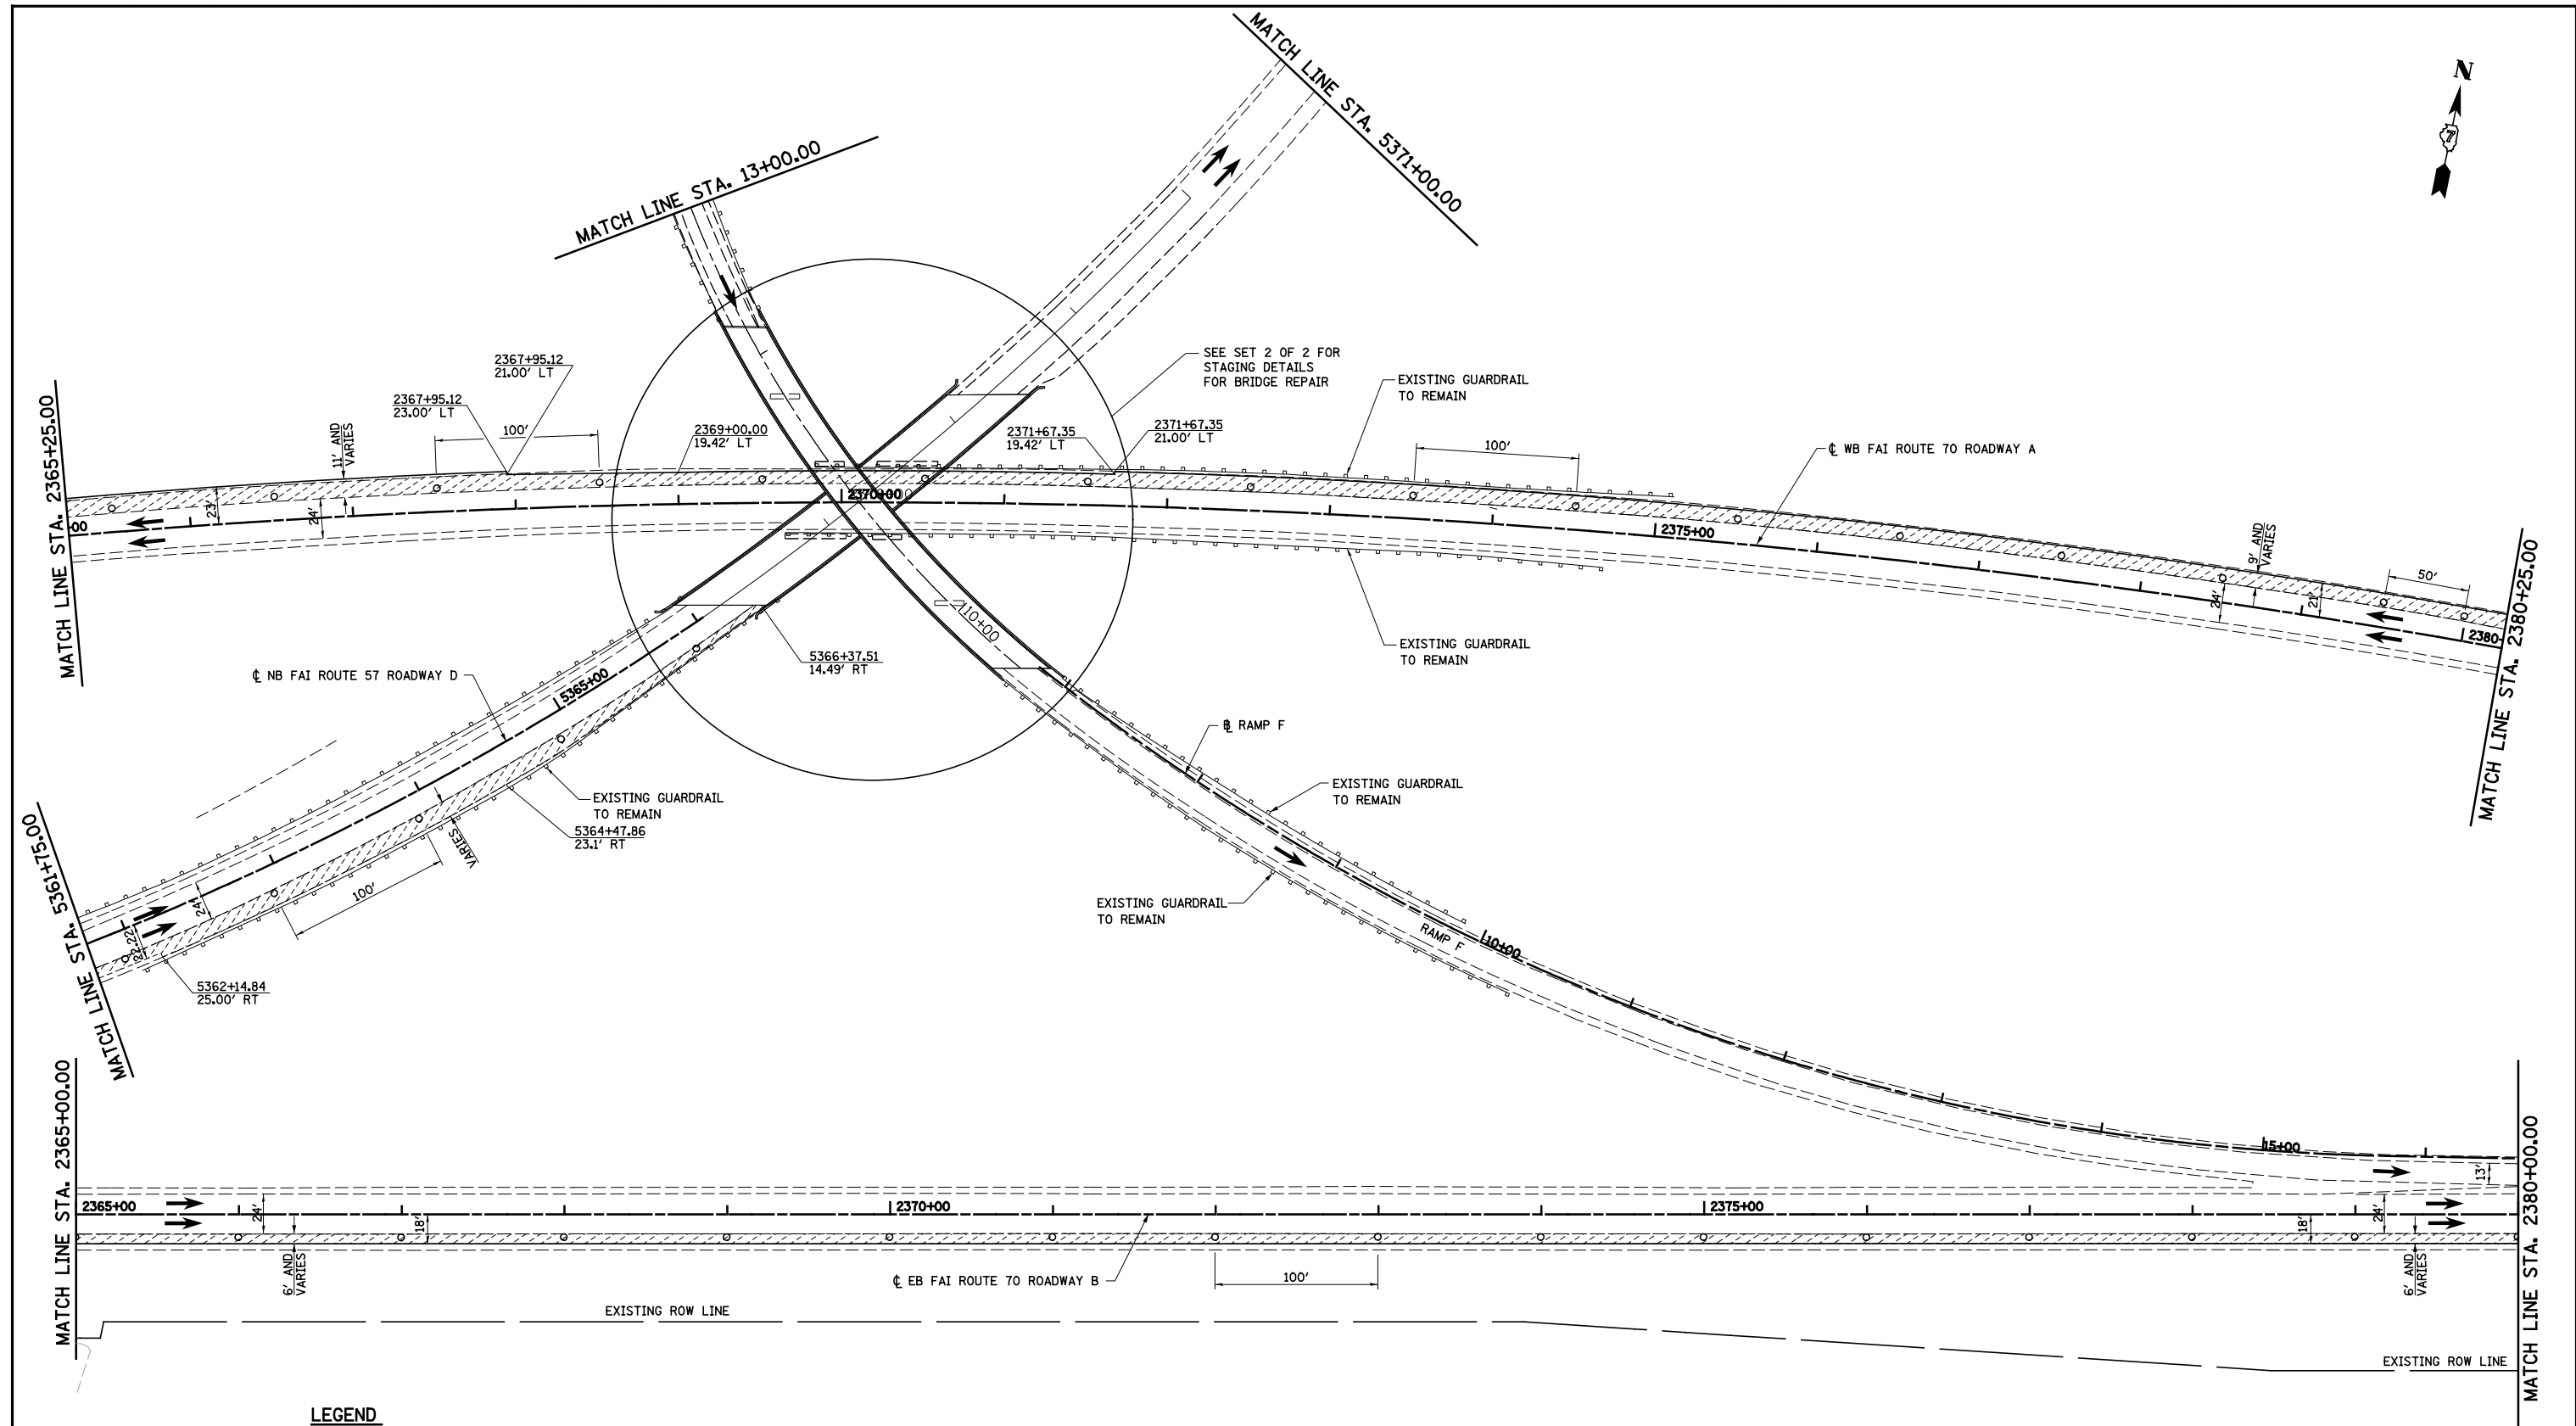 MATCH LINE STA. 5371+00.00
N
7
MATCH LINE STA. 13+00.00
SEE SET 2 OF 2 FOR
STAGING DETAILS
FOR BRIDGE REPAIR
2367+95.12
21.00' LT
EXISTING GUARDRAIL
TO REMAIN
2367+95.12
23.00' LT
MATCH LINE STA. 2365+25.00
11' AND
VARIES
100'
2369+00.00
19.42' LT
2371+67.35
19.42' LT
2371+67.35
21.00' LT
100'
℄ WB FAI ROUTE 70 ROADWAY A
23'
24'
00
2370+00
2375+00
9' AND
VARIES
50'
24'
21'
2380
MATCH LINE STA. 2380+25.00
10+00
EXISTING GUARDRAIL
TO REMAIN
5366+37.51
14.49' RT
℄ NB FAI ROUTE 57 ROADWAY D
5365+00
RAMP F
EXISTING GUARDRAIL
TO REMAIN
EXISTING GUARDRAIL
TO REMAIN
5364+47.86
23.1' RT
VARIES
100'
MATCH LINE STA. 5361+75.00
24'
22.22'
EXISTING GUARDRAIL
TO REMAIN
RAMP F
10+00
5362+14.84
25.00' RT
MATCH LINE STA. 2365+00.00
15+00
13'
2365+00
24'
18'
2370+00
2375+00
18'
24'
6' AND
VARIES
℄ EB FAI ROUTE 70 ROADWAY B
100'
6' AND
VARIES
MATCH LINE STA. 2380+00.00
EXISTING ROW LINE
EXISTING ROW LINE
LEGEND